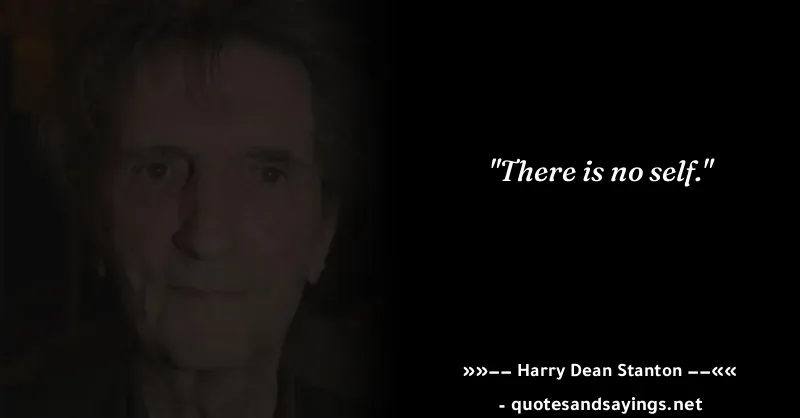 "There is no self."
»»−− Harry Dean Stanton −−««
- quotesandsayings.net